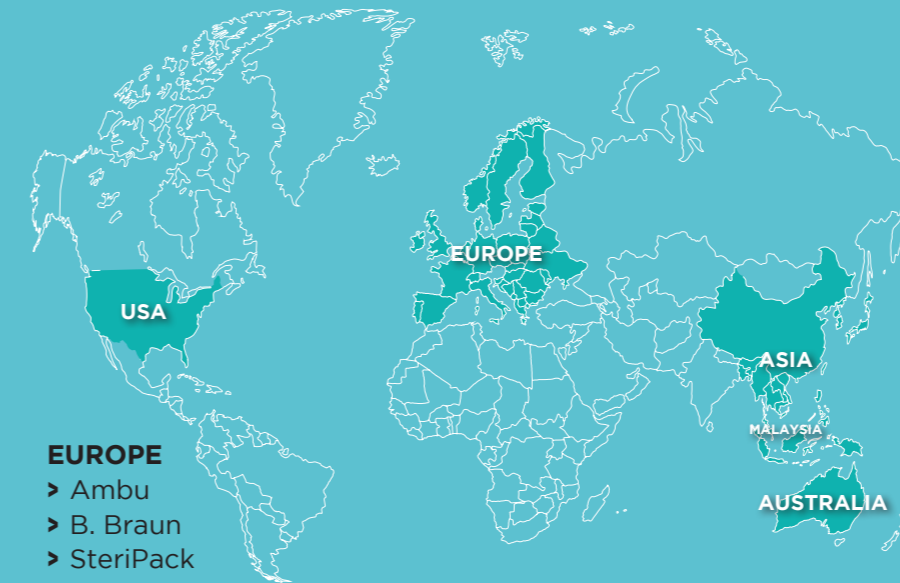 EUROPE
USA
ASIA
MALAYSIA
AUSTRALIA
EUROPE
> Ambu
> B. Braun
> SteriPack